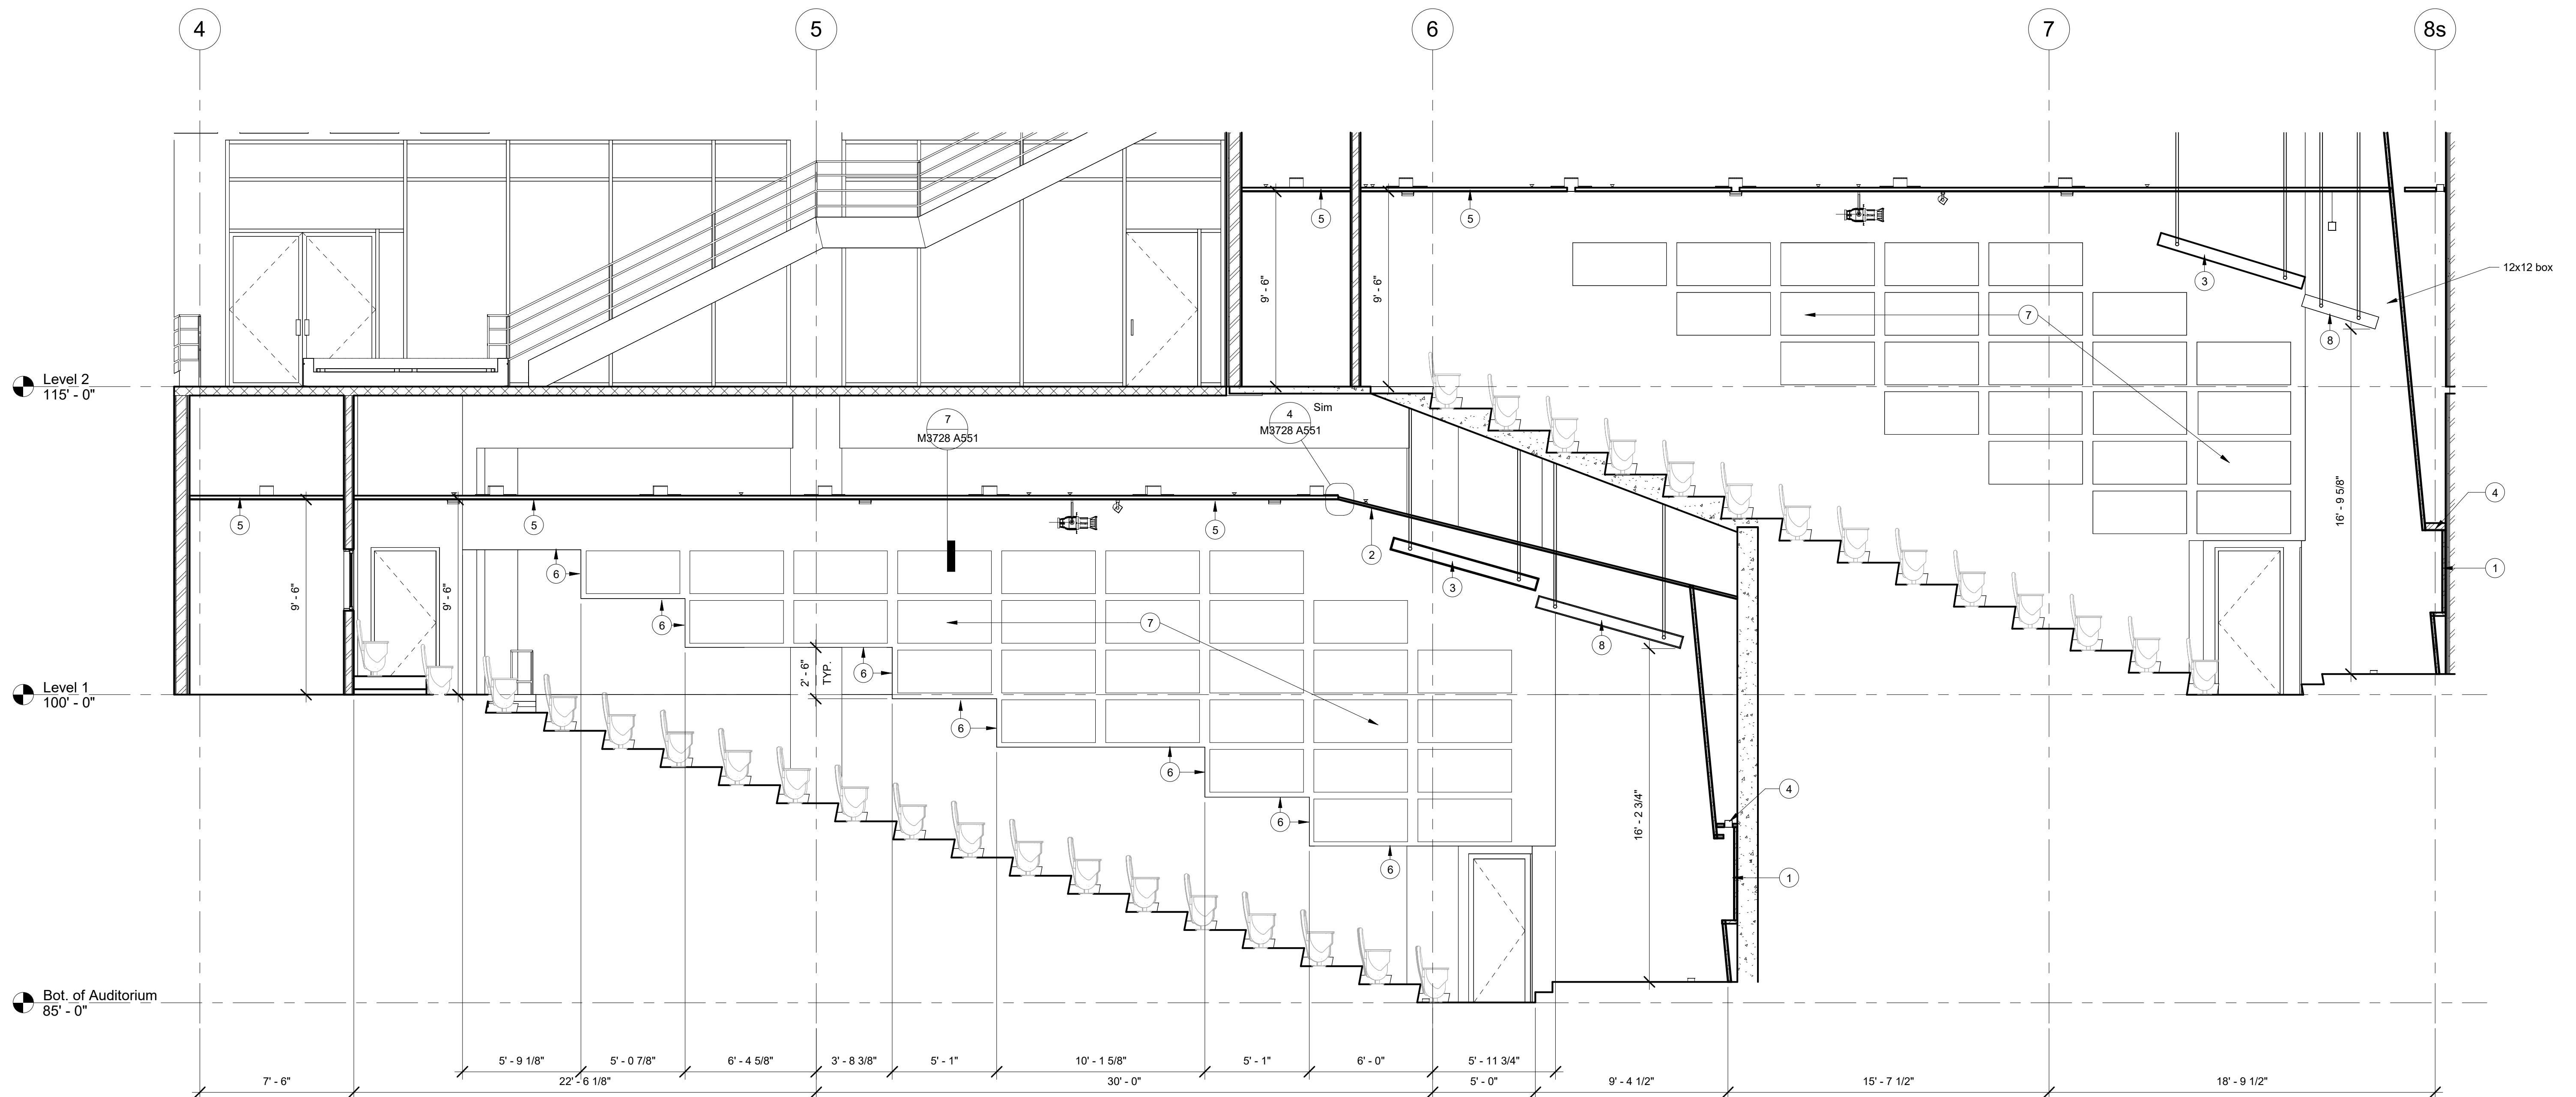 4
5
6
7
8s
5
5
3
12x12 box
7
8
9' - 6"
9' - 6"
Level 2
115' - 0"
Sim
7
M3728 A551
4
M3728 A551
16' - 9 5/8"
4
5
5
5
2
1
6
3
9' - 6"
9' - 6"
6
7
8
2' - 6"
TYP.
6
Level 1
100' - 0"
6
6
4
6
16' - 2 3/4"
6
1
Bot. of Auditorium
85' - 0"
5' - 9 1/8"
5' - 0 7/8"
6' - 4 5/8"
3' - 8 3/8"
5' - 1"
10' - 1 5/8"
5' - 1"
6' - 0"
5' - 11 3/4"
7' - 6"
22' - 6 1/8"
30' - 0"
5' - 0"
9' - 4 1/2"
15' - 7 1/2"
18' - 9 1/2"